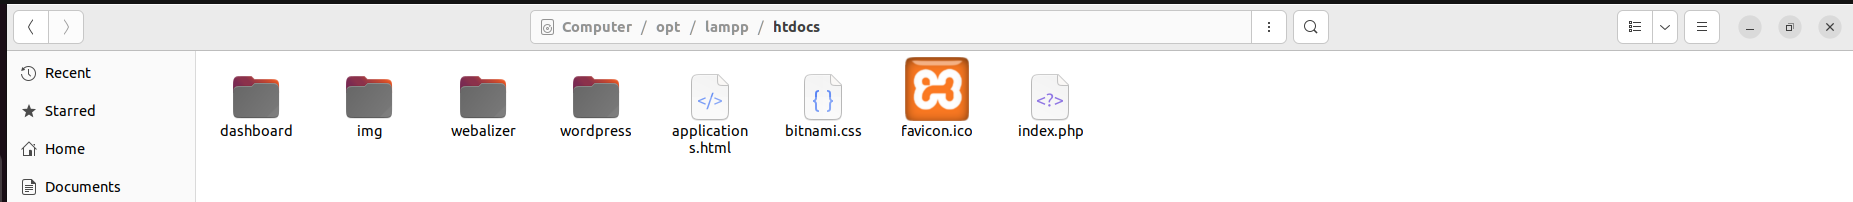 Computer / opt / lampp / htdocs
Recent
Starred
Home
Documents
dashboard
img
webalizer
wordpress
application
s.html
bitnami.css
favicon.ico
index.php